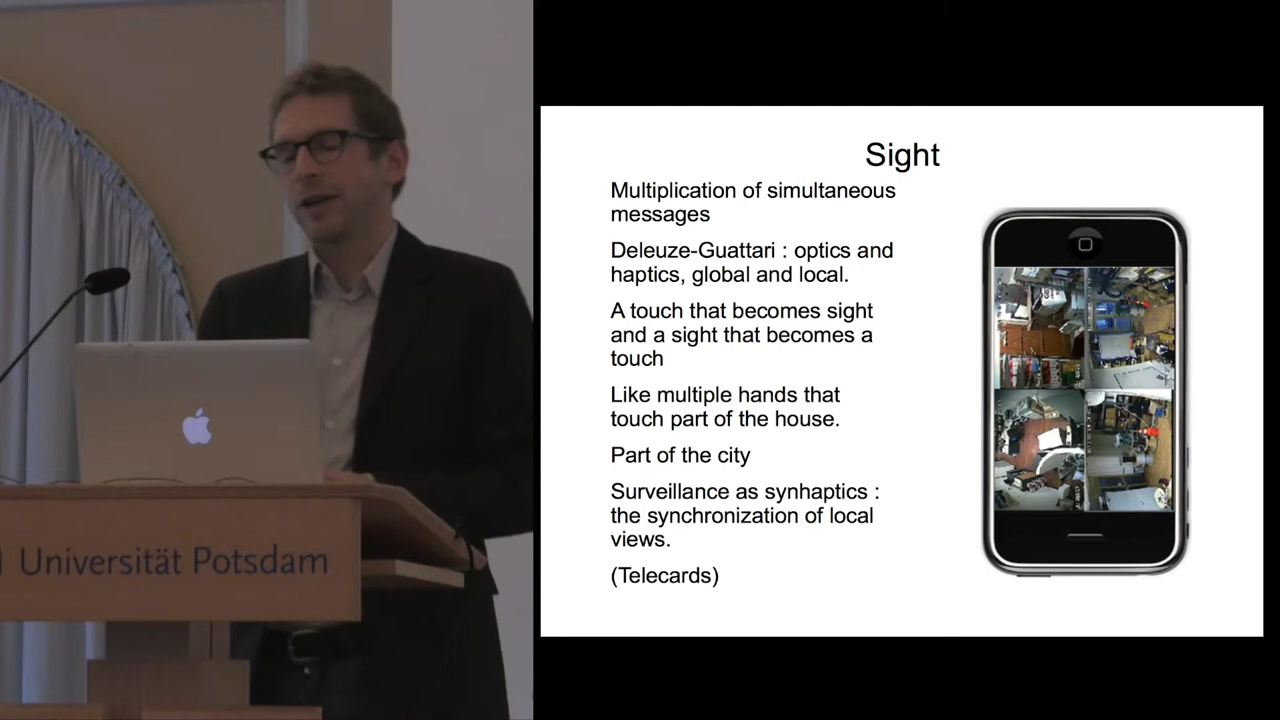 Universität Potsdam
Sight
Multiplication of simultaneous
messages
Deleuze-Guattari : optics and
haptics, global and local.
A touch that becomes sight
and a sight that becomes a
touch
Like multiple hands that
touch part of the house.
Part of the city
Surveillance as synhaptics :
the synchronization of local
views.
(Telecards)